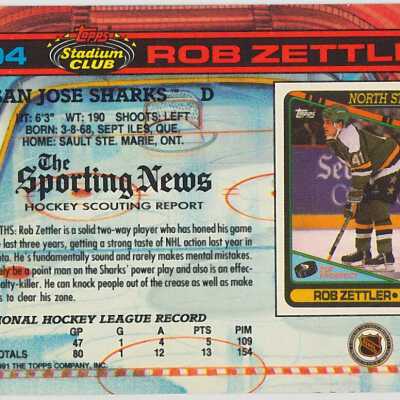 94
Topps
Stadium
CLUB
ROB ZETTLE
SAN JOSE SHARKS™ D
HT: 6'3" WT: 190 SHOOTS: LEFT
BORN: 3-8-68, SEPT ILES, QUE.
HOME: SAULT STE. MARIE, ONT.
The
Sporting News
HOCKEY SCOUTING REPORT
THS: Rob Zettler is a solid two-way player who has honed his game
last three years, getting a strong taste of NHL action last year in
ta. He's fundamentally sound and rarely makes mental mistakes.
ly be a point man on the Sharks' power play and also is an effec-
alty-killer. He can knock people out of the crease as well as make
to clear his zone.
IONAL HOCKEY LEAGUE RECORD
GP G A PTS PIM
47 1 4 5 109
TOTALS 80 1 12 13 154
991 THE TOPPS COMPANY, INC.
NORTH ST
Topps
41
TOP
PROSPECT
ROB ZETTLER •
NHL